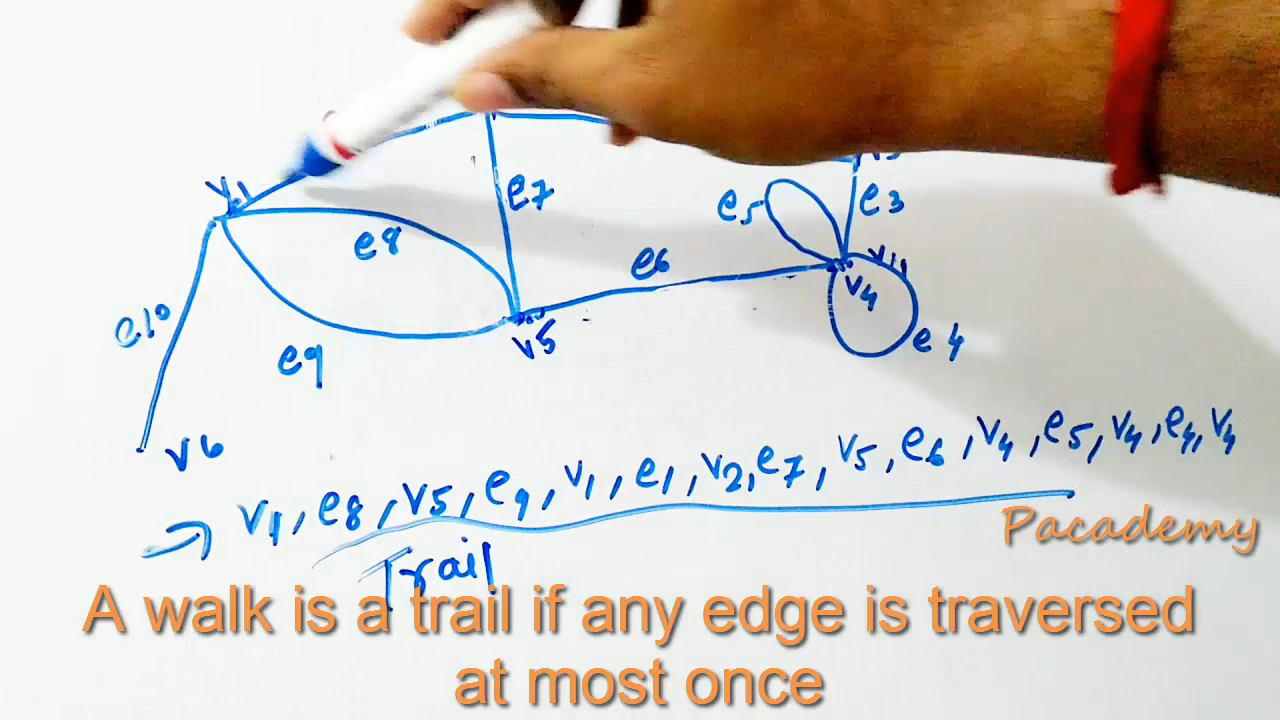 v1
e7
e5
e3
e8
e6
v4
v5
e10
e9
e4
v6
→ v1, e8, v5, e9, v1, e1, v2, e7, v5, e6, v4, e5, v4, e4, v4
Trail
Pacademy
A walk is a trail if any edge is traversed
at most once